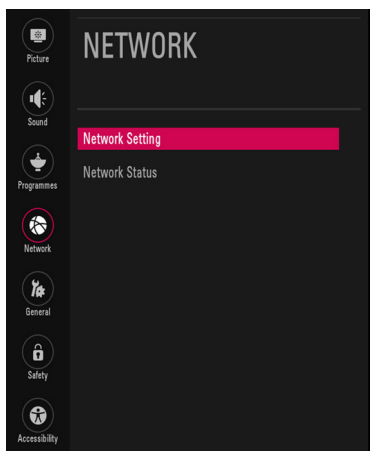 Picture
Sound
Programmes
Network
General
Safety
Accessibility
NETWORK
Network Setting
Network Status